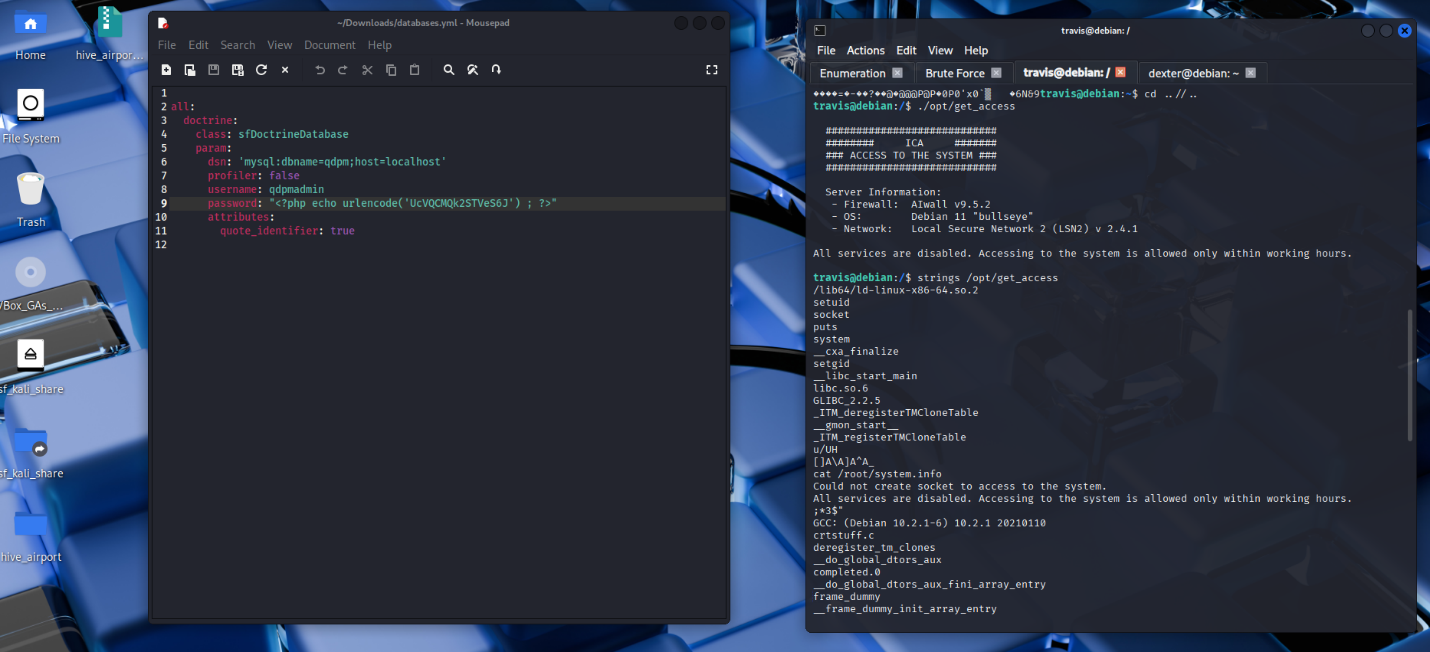 Home
hive_airpor...
File System
Trash
/Box_GAs_...
sf_kali_share
sf_kali_share
hive_airport
~/Downloads/databases.yml - Mousepad
File Edit Search View Document Help
1
2 all:
3 doctrine:
4 class: sfDoctrineDatabase
5 param:
6 dsn: 'mysql:dbname=qdpm;host=localhost'
7 profiler: false
8 username: qdpmadmin
9 password: "<?php echo urlencode('UcVQCMQk2STVeS6J') ; ?>"
10 attributes:
11 quote_identifier: true
12
travis@debian: /
File Actions Edit View Help
Enumeration Brute Force travis@debian: / dexter@debian: ~
travis@debian:~$ cd ..//..
travis@debian:/$ ./opt/get_access
############################
######## ICA #######
### ACCESS TO THE SYSTEM ###
############################
Server Information:
- Firewall: AIwall v9.5.2
- OS: Debian 11 "bullseye"
- Network: Local Secure Network 2 (LSN2) v 2.4.1
All services are disabled. Accessing to the system is allowed only within working hours.
travis@debian:/$ strings /opt/get_access
/lib64/ld-linux-x86-64.so.2
setuid
socket
puts
system
__cxa_finalize
setgid
__libc_start_main
libc.so.6
GLIBC_2.2.5
_ITM_deregisterTMCloneTable
__gmon_start__
_ITM_registerTMCloneTable
u/UH
[]A\A]A^A_
cat /root/system.info
Could not create socket to access to the system.
All services are disabled. Accessing to the system is allowed only within working hours.
;*3$"
GCC: (Debian 10.2.1-6) 10.2.1 20210110
crtstuff.c
deregister_tm_clones
__do_global_dtors_aux
completed.0
__do_global_dtors_aux_fini_array_entry
frame_dummy
__frame_dummy_init_array_entry